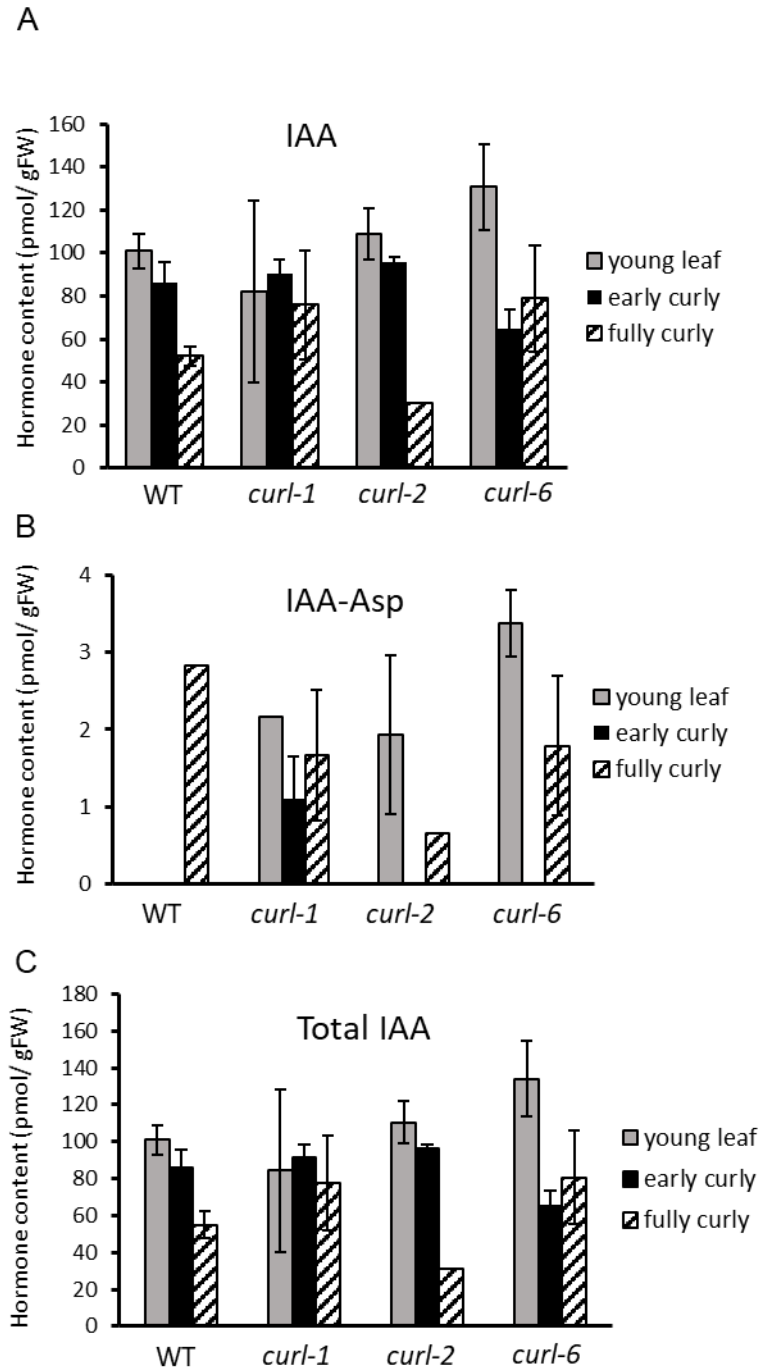 A
IAA
Hormone content (pmol/ gFW)
160
140
120
100
80
60
40
20
0
WT curl-1 curl-2 curl-6
young leaf
early curly
fully curly
B
IAA-Asp
Hormone content (pmol/ gFW)
4
3
2
1
0
WT curl-1 curl-2 curl-6
young leaf
early curly
fully curly
C
Total IAA
Hormone content (pmol/ gFW)
180
160
140
120
100
80
60
40
20
0
WT curl-1 curl-2 curl-6
young leaf
early curly
fully curly